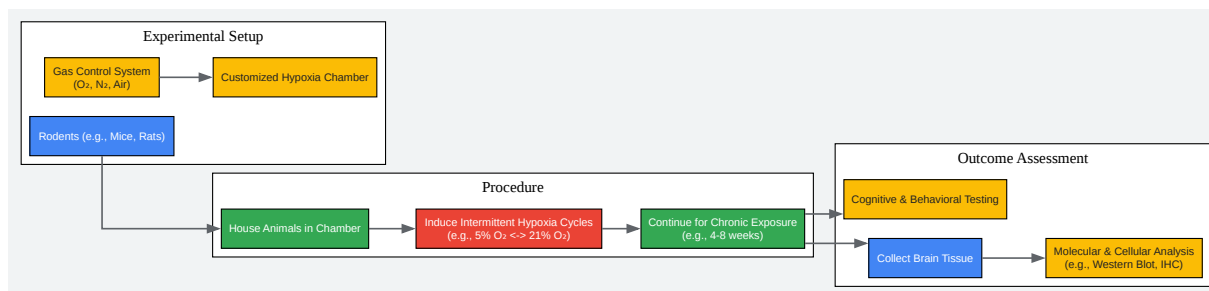 Experimental Setup
Gas Control System
(O₂, N₂, Air)
Customized Hypoxia Chamber
Rodents (e.g., Mice, Rats)
Procedure
House Animals in Chamber
Induce Intermittent Hypoxia Cycles
(e.g., 5% O₂ <-> 21% O₂)
Continue for Chronic Exposure
(e.g., 4-8 weeks)
Outcome Assessment
Cognitive & Behavioral Testing
Collect Brain Tissue
Molecular & Cellular Analysis
(e.g., Western Blot, IHC)